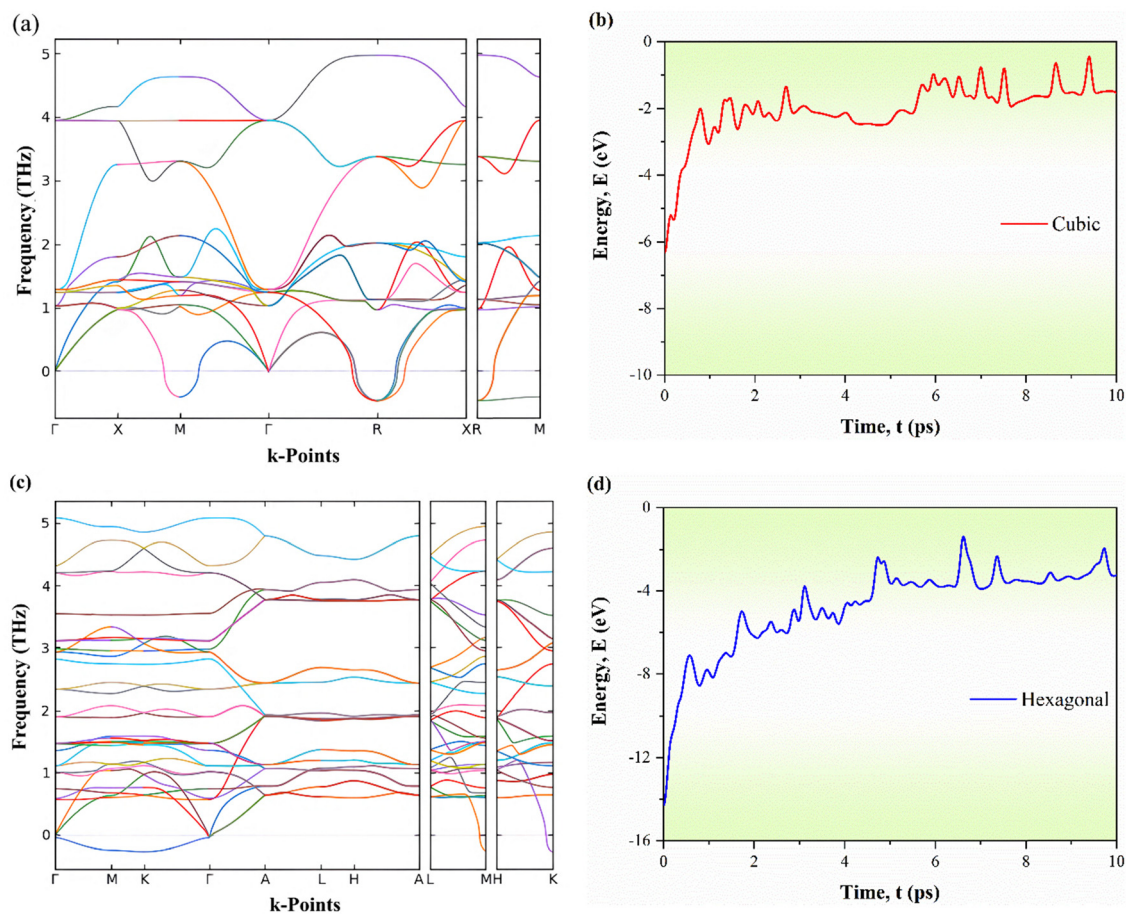 (a)
5
4
3
2
1
0
Frequency (THz)
Γ X M Γ R XR M
k-Points
(b)
0
-2
-4
-6
-8
-10
Energy, E (eV)
Cubic
0 2 4 6 8 10
Time, t (ps)
(c)
5
4
3
2
1
0
Frequency (THz)
Γ M K Γ A L H A L MH K
k-Points
(d)
0
-4
-8
-12
-16
Energy, E (eV)
Hexagonal
0 2 4 6 8 10
Time, t (ps)